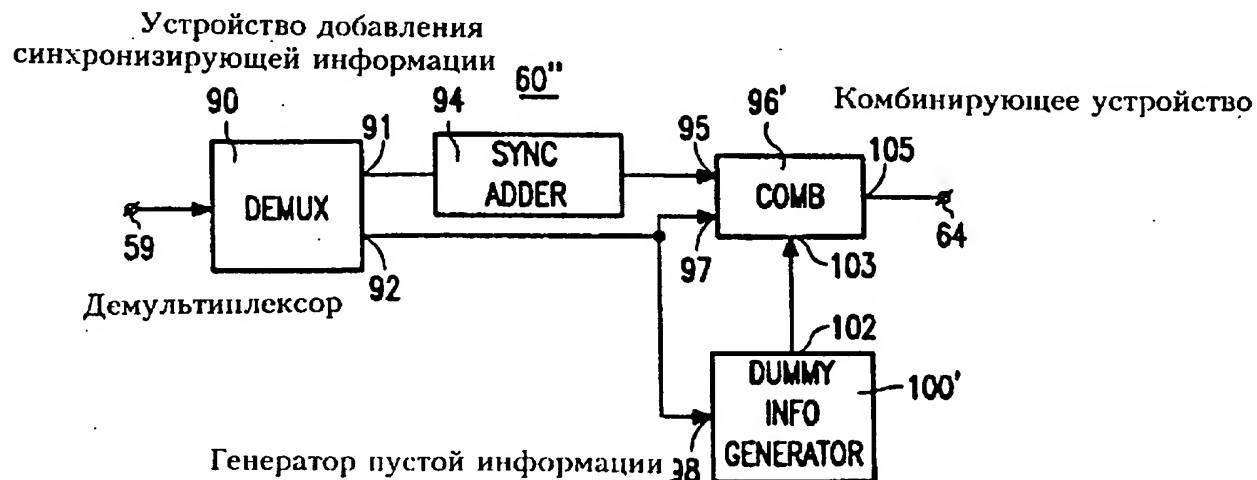 Устройство добавления
синхронизирующей информации
60"
90
91
94
SYNC
ADDER
95
96'
Комбинирующее устройство
105
DEMUX
COMB
59
92
97
103
64
Демультиплексор
102
DUMMY
INFO
GENERATOR
100'
98
Генератор пустой информации